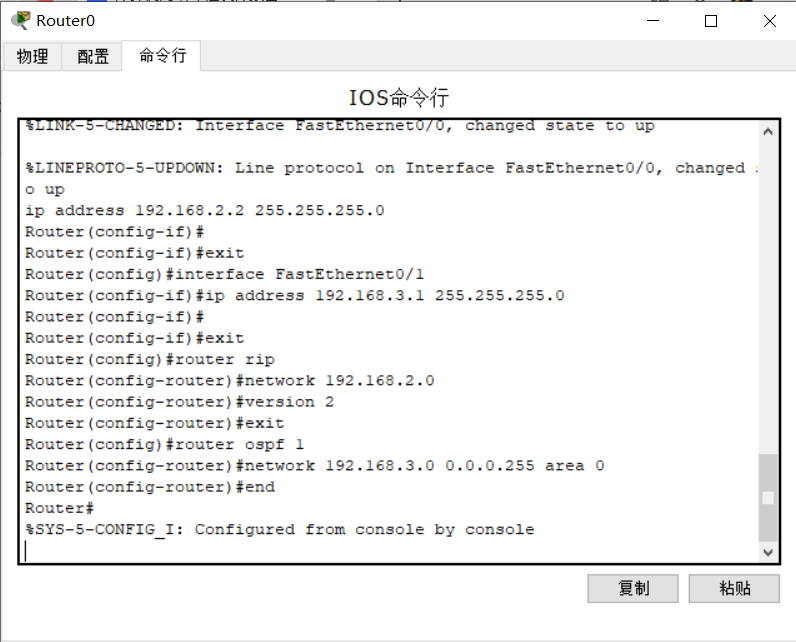 Router0
物理 配置 命令行
IOS命令行
%LINK-5-CHANGED: Interface FastEthernet0/0, changed state to up
%LINEPROTO-5-UPDOWN: Line protocol on Interface FastEthernet0/0, changed
o up
ip address 192.168.2.2 255.255.255.0
Router(config-if)#
Router(config-if)#exit
Router(config)#interface FastEthernet0/1
Router(config-if)#ip address 192.168.3.1 255.255.255.0
Router(config-if)#
Router(config-if)#exit
Router(config)#router rip
Router(config-router)#network 192.168.2.0
Router(config-router)#version 2
Router(config-router)#exit
Router(config)#router ospf 1
Router(config-router)#network 192.168.3.0 0.0.0.255 area 0
Router(config-router)#end
Router#
%SYS-5-CONFIG_I: Configured from console by console
复制 粘贴